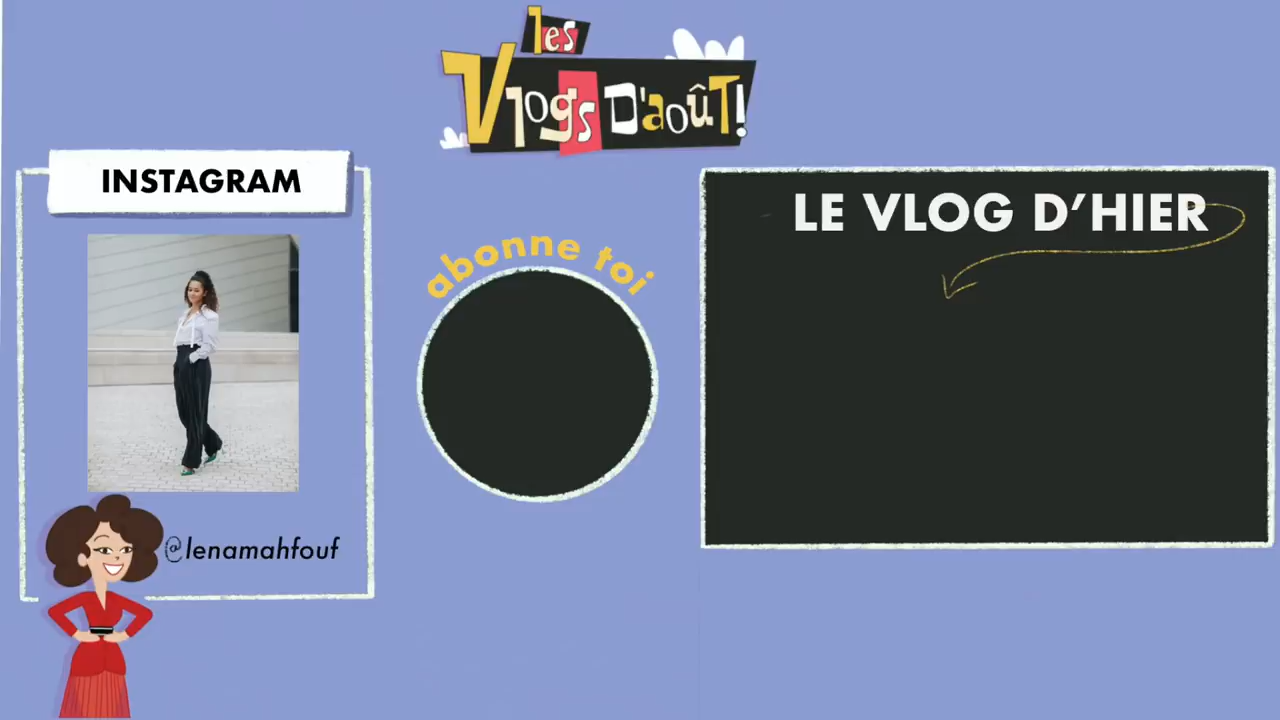 les
Vlogs D'août!
INSTAGRAM
@lenamahfouf
abonne toi
LE VLOG D’HIER